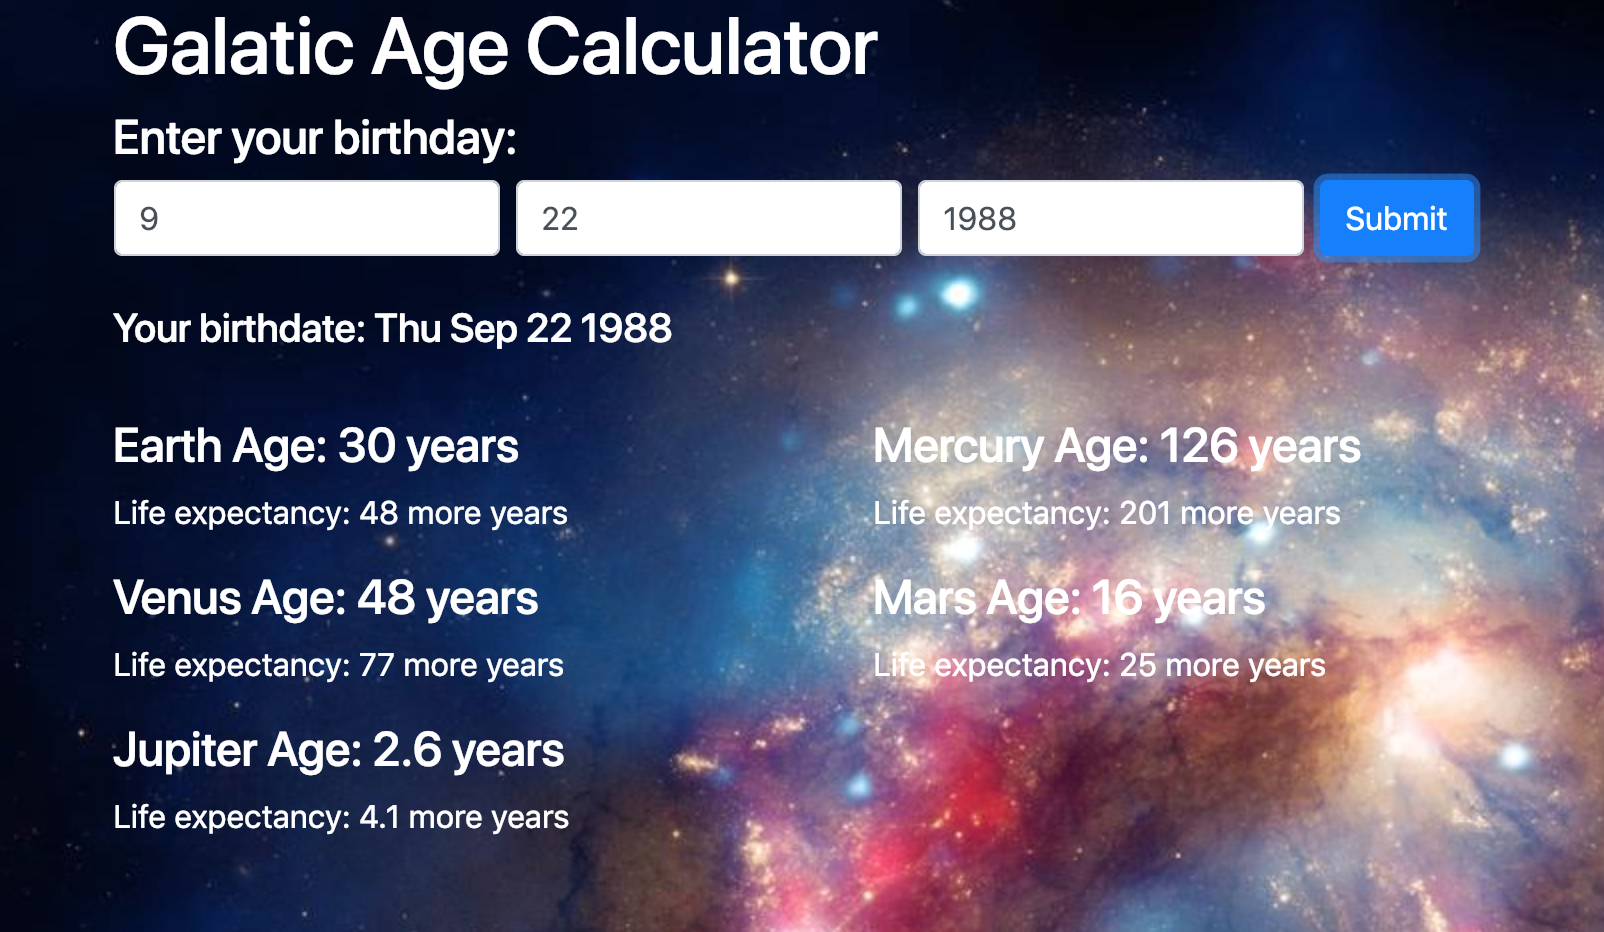 Galatic Age Calculator
Enter your birthday:
9 22 1988 Submit
Your birthdate: Thu Sep 22 1988
Earth Age: 30 years
Life expectancy: 48 more years
Mercury Age: 126 years
Life expectancy: 201 more years
Venus Age: 48 years
Life expectancy: 77 more years
Mars Age: 16 years
Life expectancy: 25 more years
Jupiter Age: 2.6 years
Life expectancy: 4.1 more years